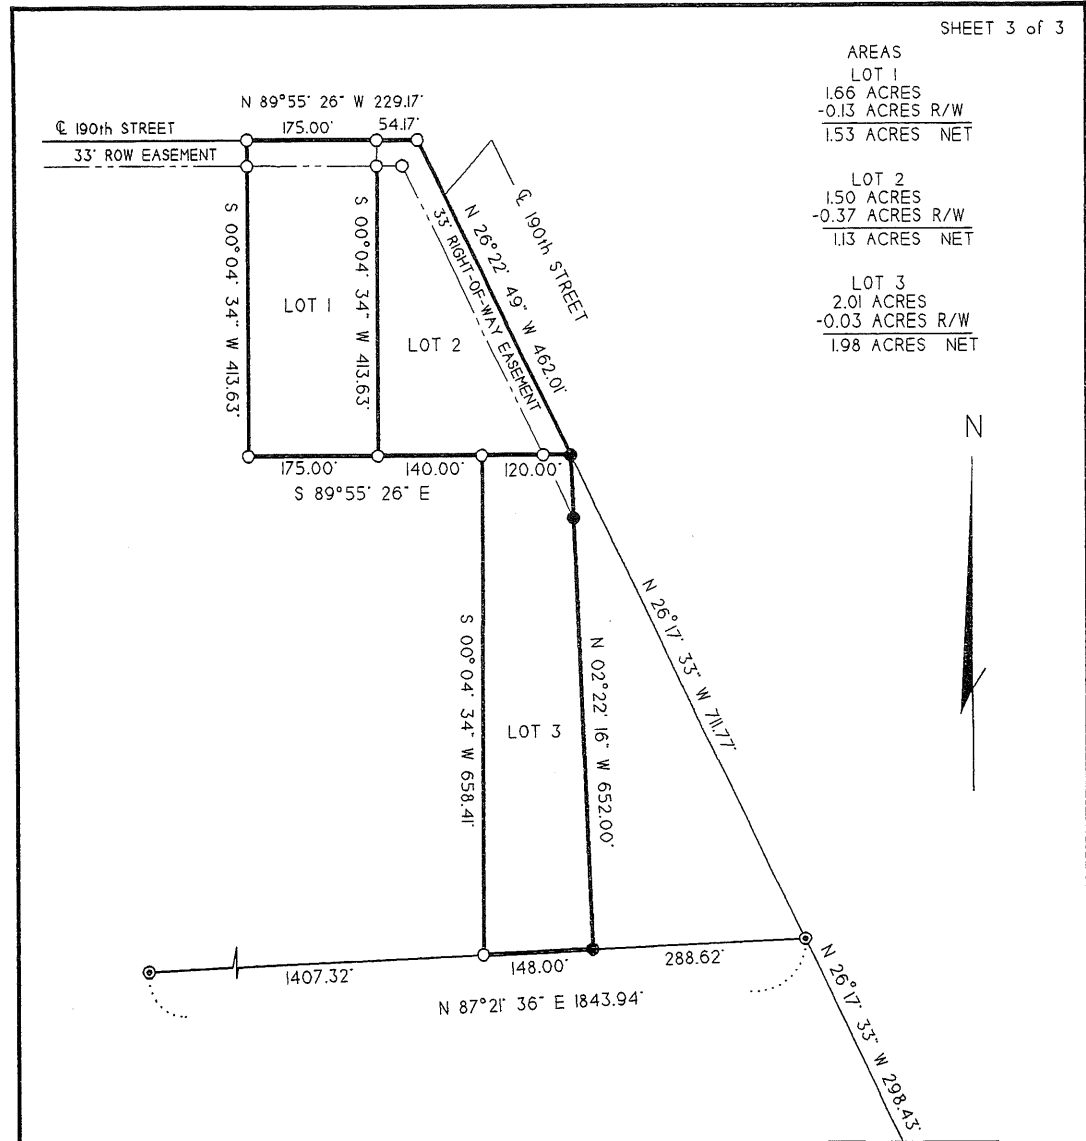 SHEET 3 of 3
AREAS
LOT 1
1.66 ACRES
-0.13 ACRES R/W
1.53 ACRES NET
LOT 2
1.50 ACRES
-0.37 ACRES R/W
1.13 ACRES NET
LOT 3
2.01 ACRES
-0.03 ACRES R/W
1.98 ACRES NET
N 89°55' 26" W 229.17'
℄ 190th STREET
175.00'
54.17'
33' ROW EASEMENT
S 00°04' 34" W 413.63'
LOT 1
S 00°04' 34" W 413.63'
LOT 2
33' RIGHT-OF-WAY EASEMENT
N 26°22' 49" W 462.01'
℄ 190th STREET
175.00'
140.00'
120.00'
S 89°55' 26" E
N
S 00°04' 34" W 658.41'
LOT 3
N 02°22' 16" W 652.00'
N 26°17' 33" W 711.77'
1407.32'
148.00'
288.62'
N 87°21' 36" E 1843.94'
N 26°17' 33" W 298.43'